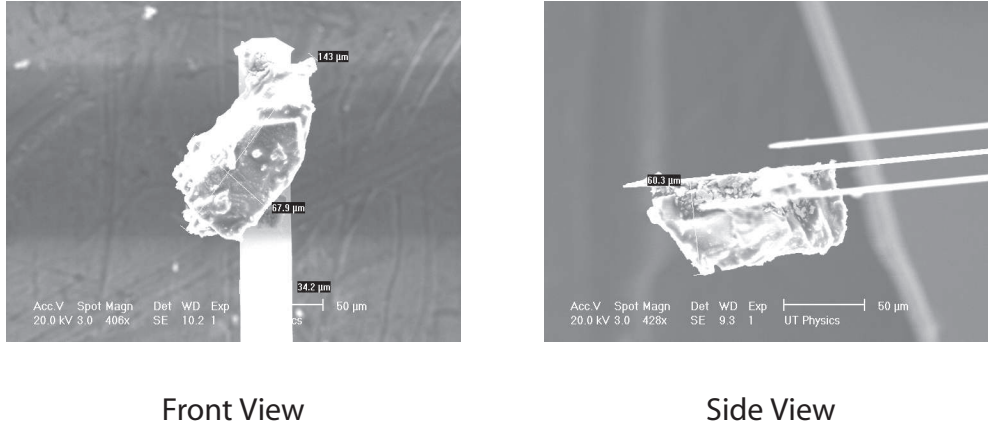 143 µm
67.9 µm
34.2 µm
50 µm
Acc.V Spot Magn Det WD Exp
20.0 kV 3.0 406x SE 10.2 1 cs
60.3 µm
Acc.V Spot Magn Det WD Exp 50 µm
20.0 kV 3.0 428x SE 9.3 1 UT Physics
Front View
Side View